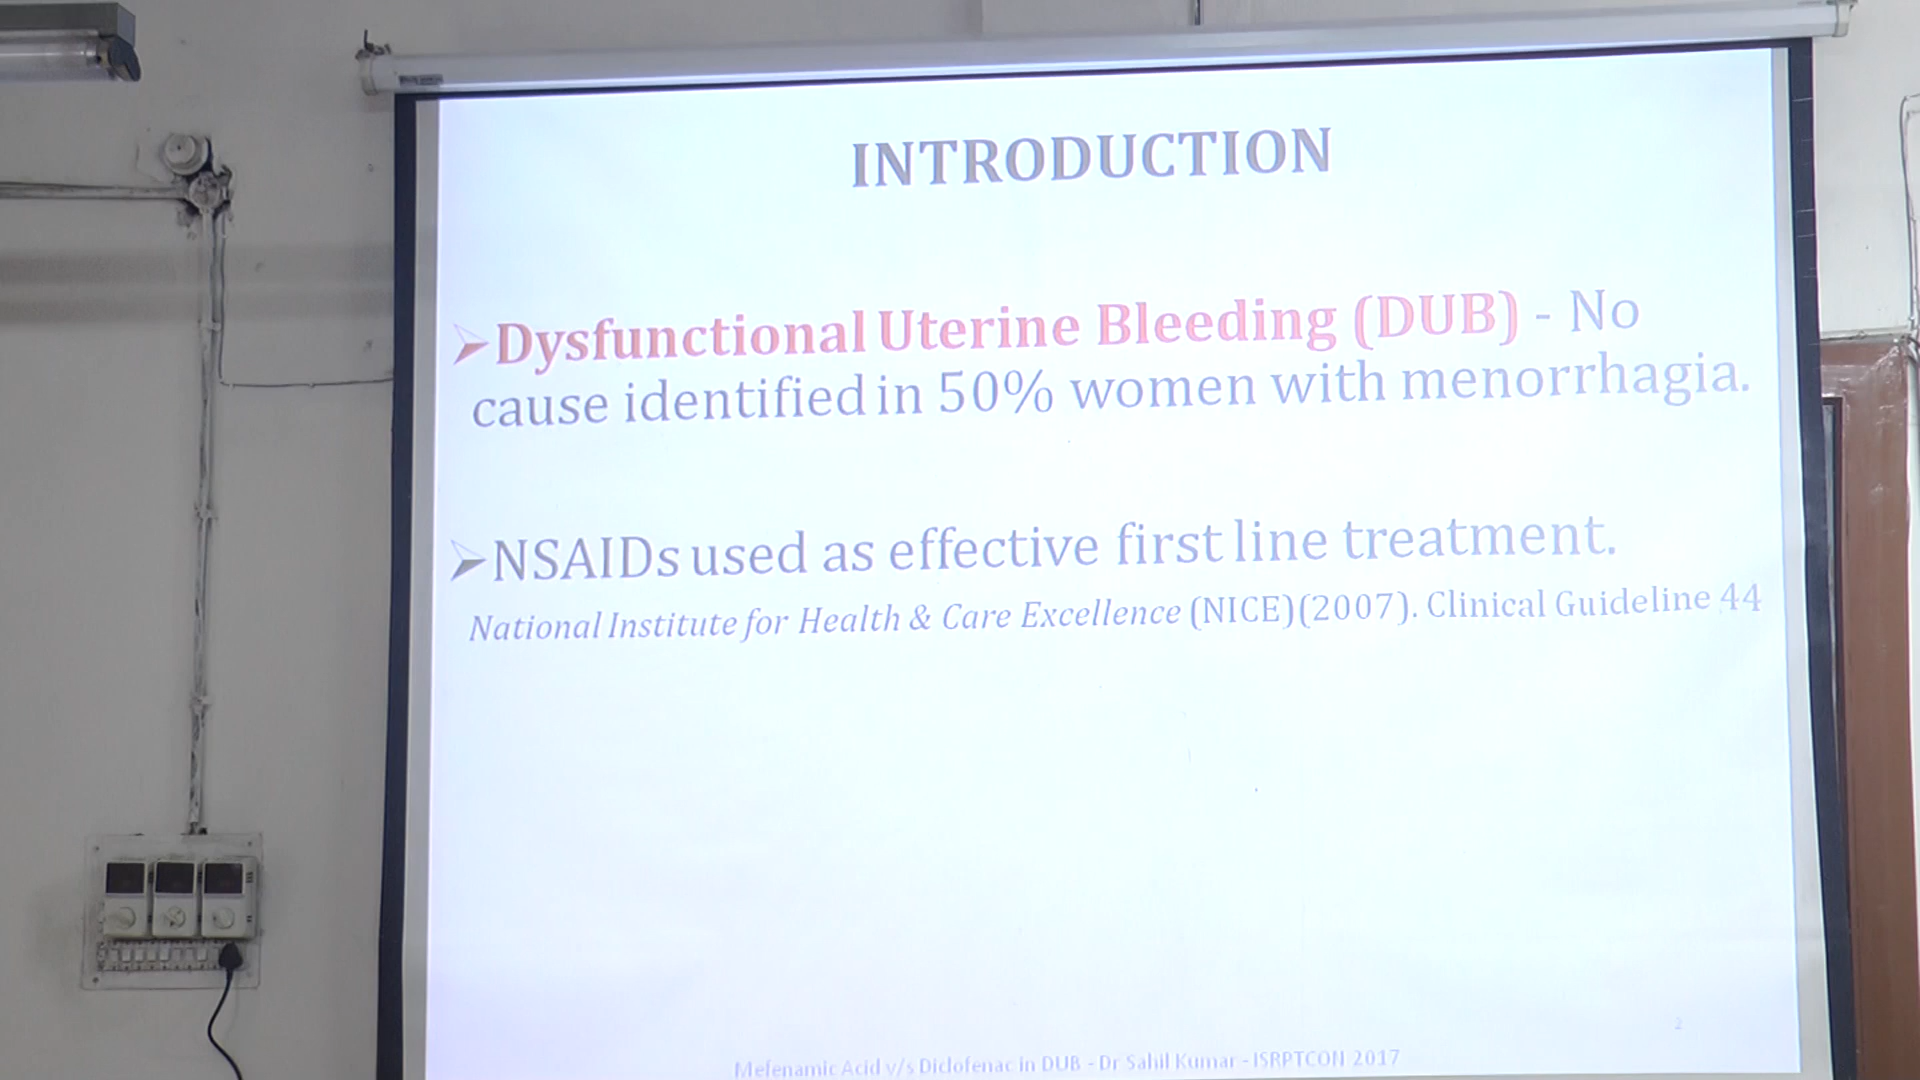 INTRODUCTION
➢Dysfunctional Uterine Bleeding (DUB) - No
cause identified in 50% women with menorrhagia.
➢NSAIDs used as effective first line treatment.
National Institute for Health & Care Excellence (NICE)(2007). Clinical Guideline 44
2
Mefenamic Acid v/s Diclofenac in DUB - Dr Sahil Kumar - ISRPTCON 2017